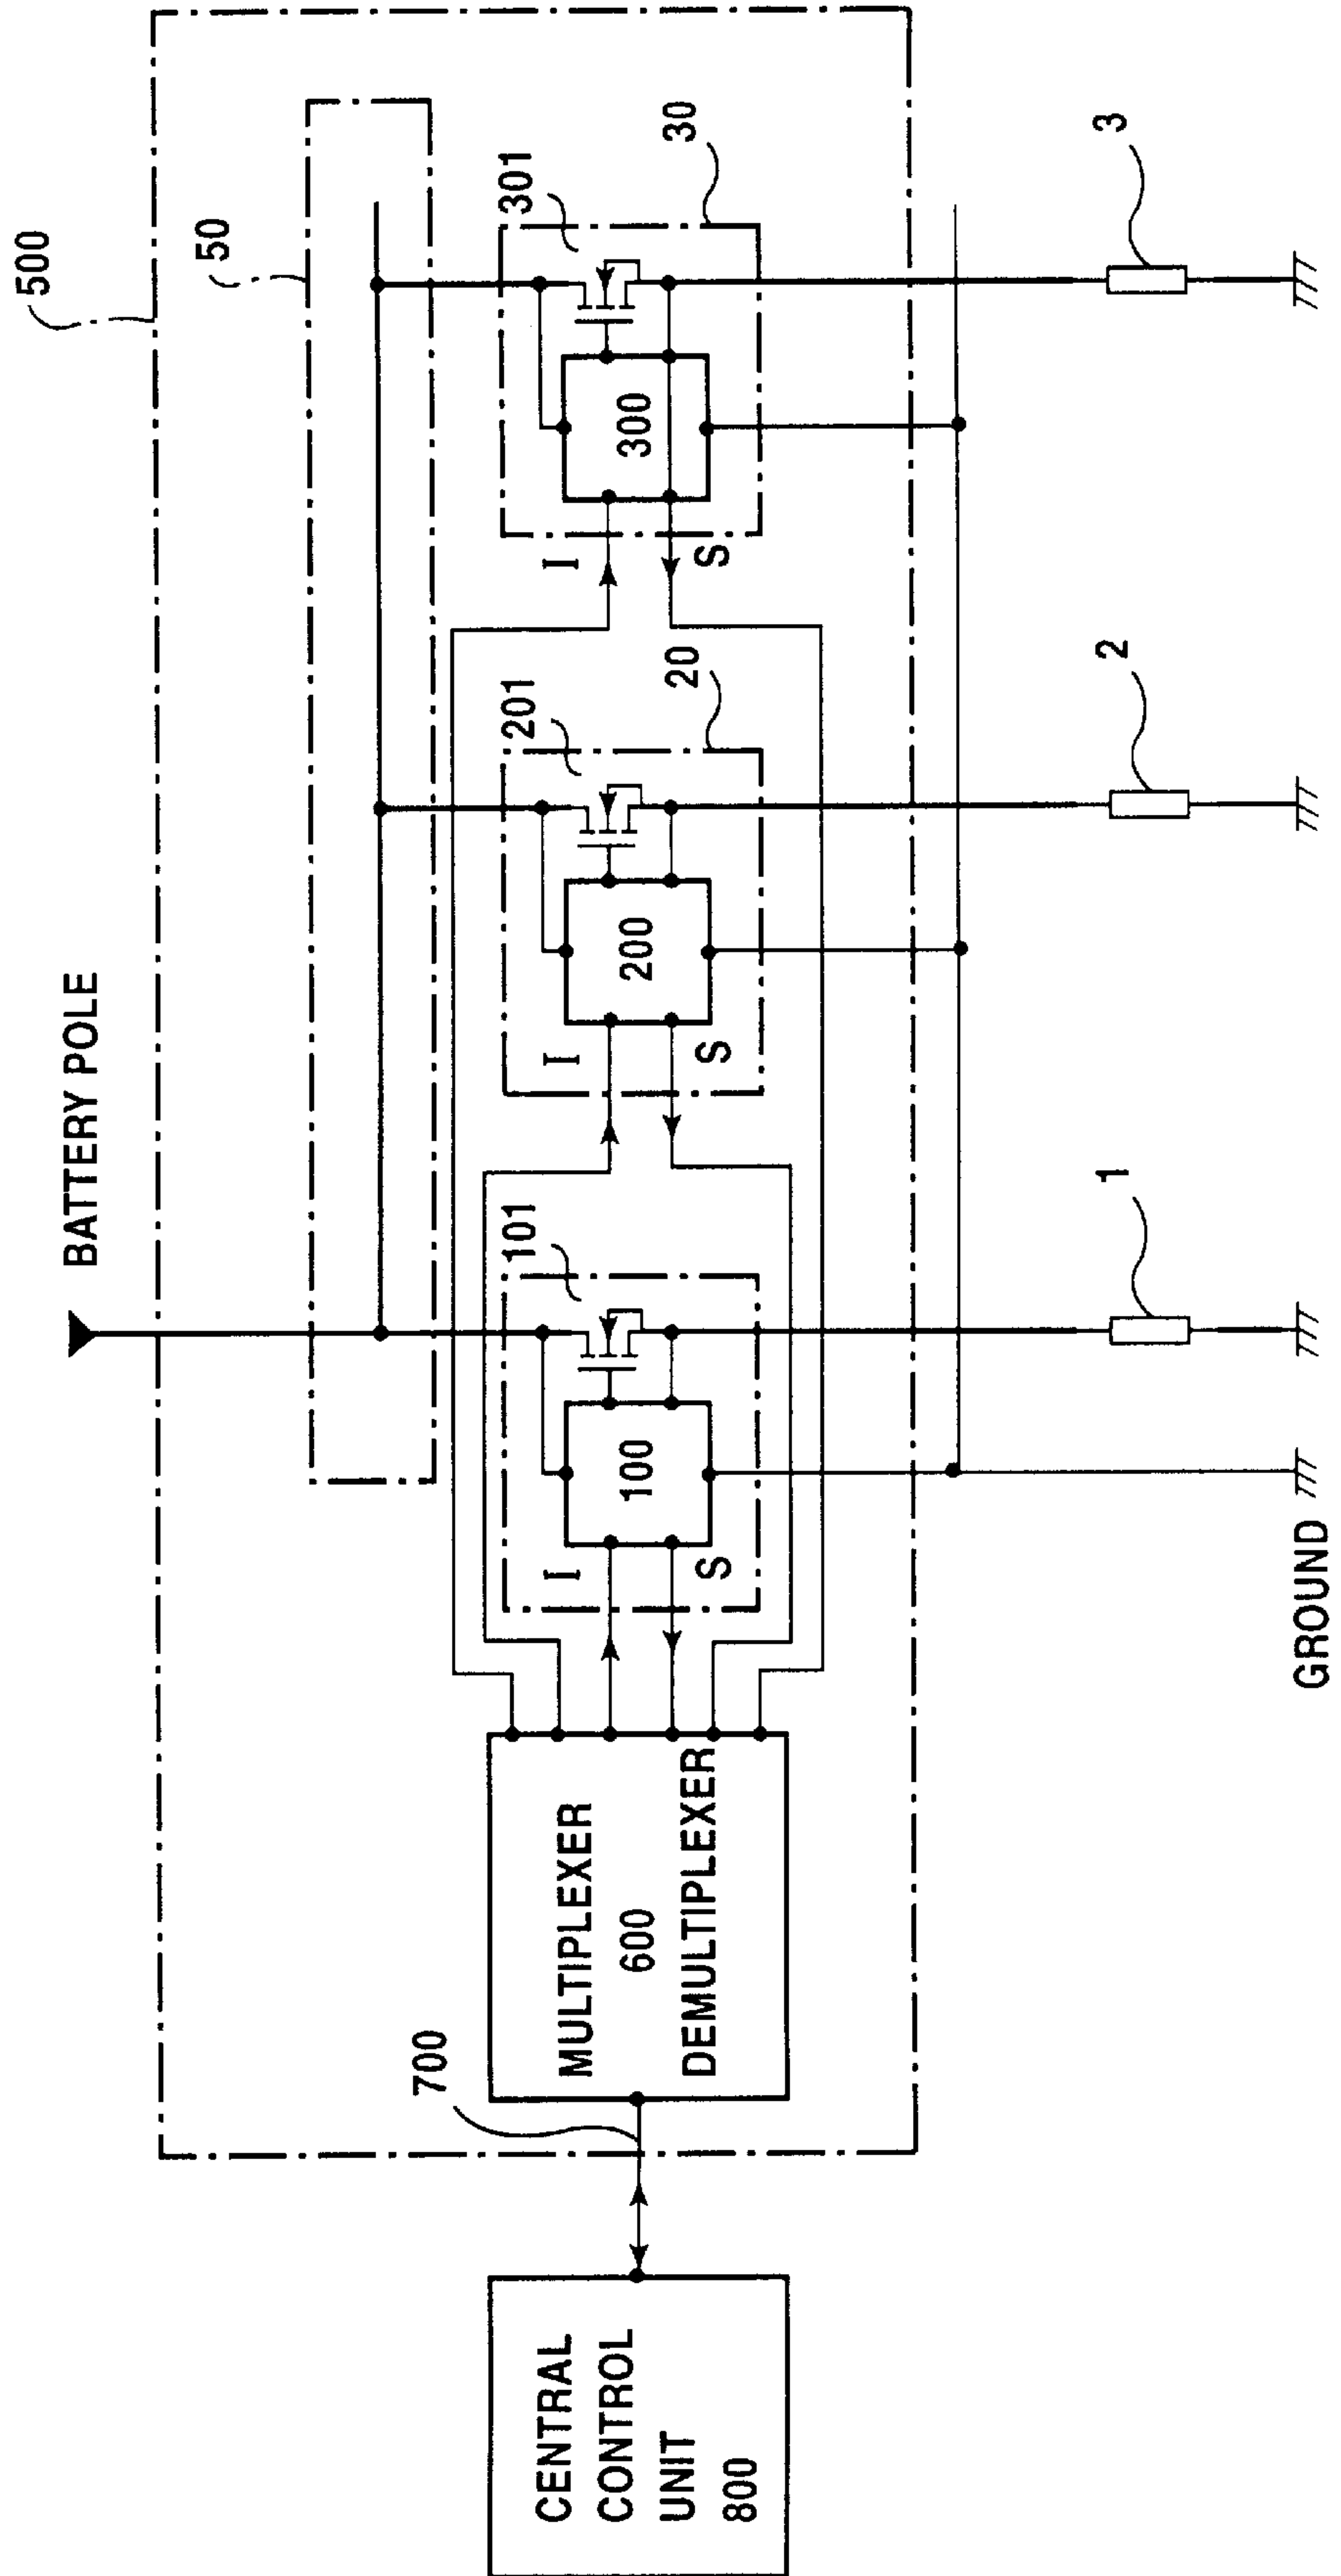 500
50
BATTERY POLE
101
201
301
20
30
I
I
I
100
200
300
S
S
S
MULTIPLEXER
600
DEMULTIPLEXER
700
CENTRAL
CONTROL
UNIT
800
1
2
3
GROUND